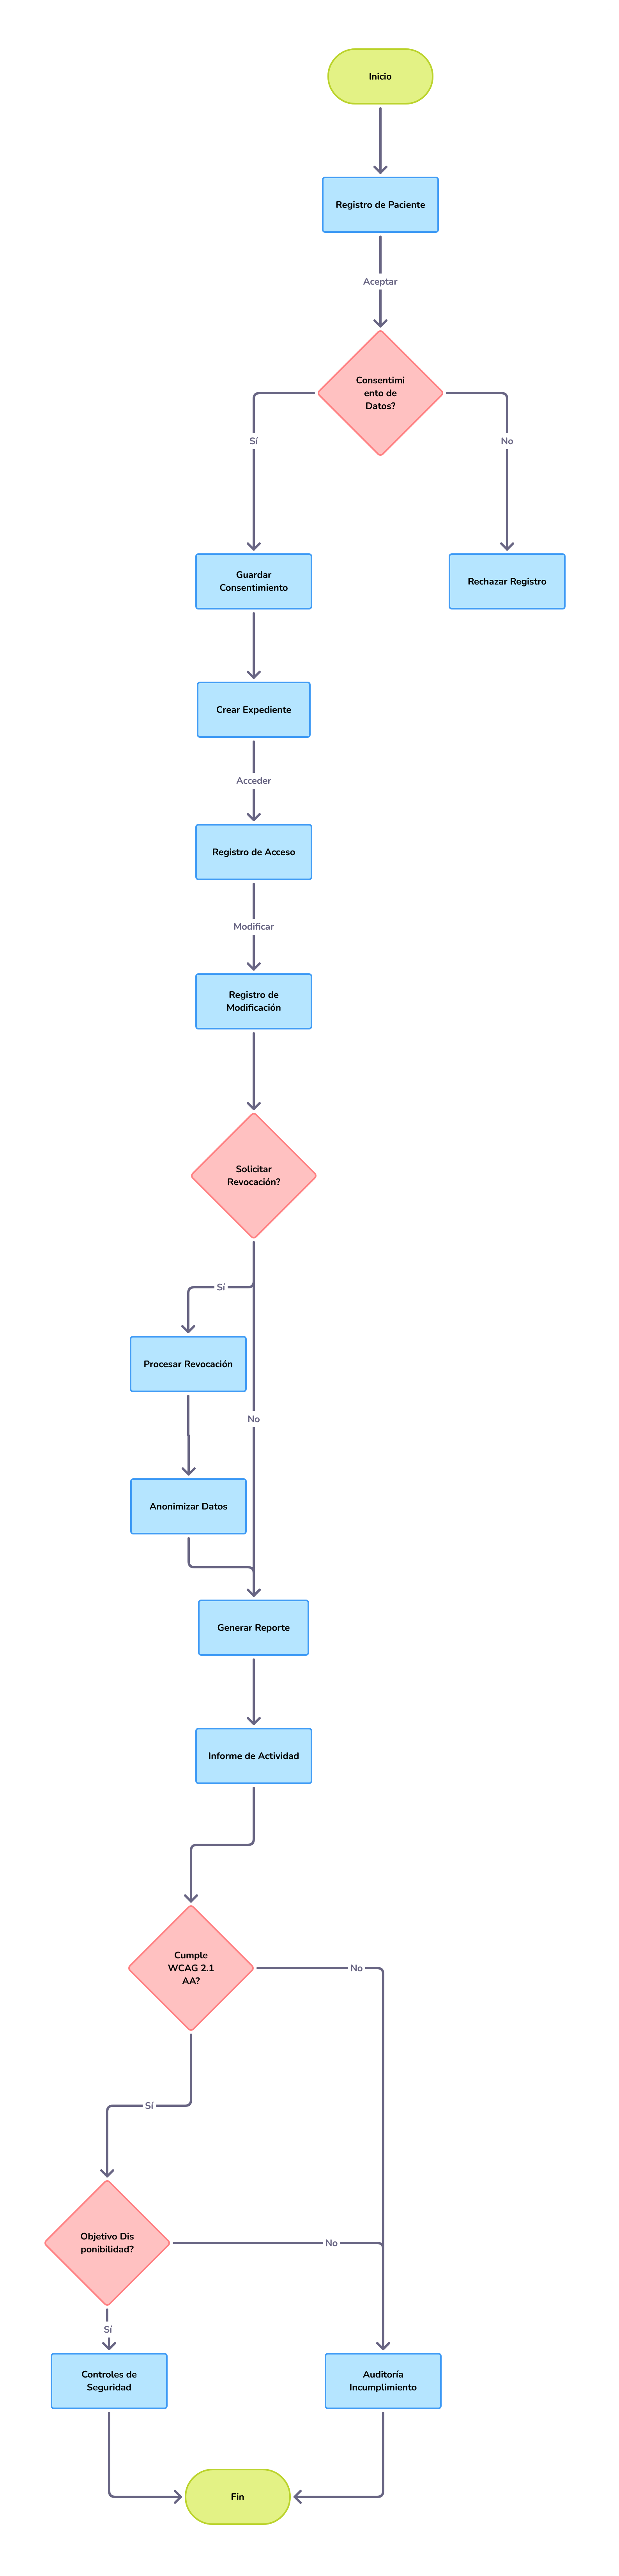 Inicio
Registro de Paciente
Aceptar
Consentimi
ento de
Datos?
Sí
No
Guardar
Consentimiento
Rechazar Registro
Crear Expediente
Acceder
Registro de Acceso
Modificar
Registro de
Modificación
Solicitar
Revocación?
Sí
Procesar Revocación
No
Anonimizar Datos
Generar Reporte
Informe de Actividad
Cumple
WCAG 2.1
AA?
No
Sí
Objetivo Dis
ponibilidad?
No
Sí
Controles de
Seguridad
Auditoría
Incumplimiento
Fin